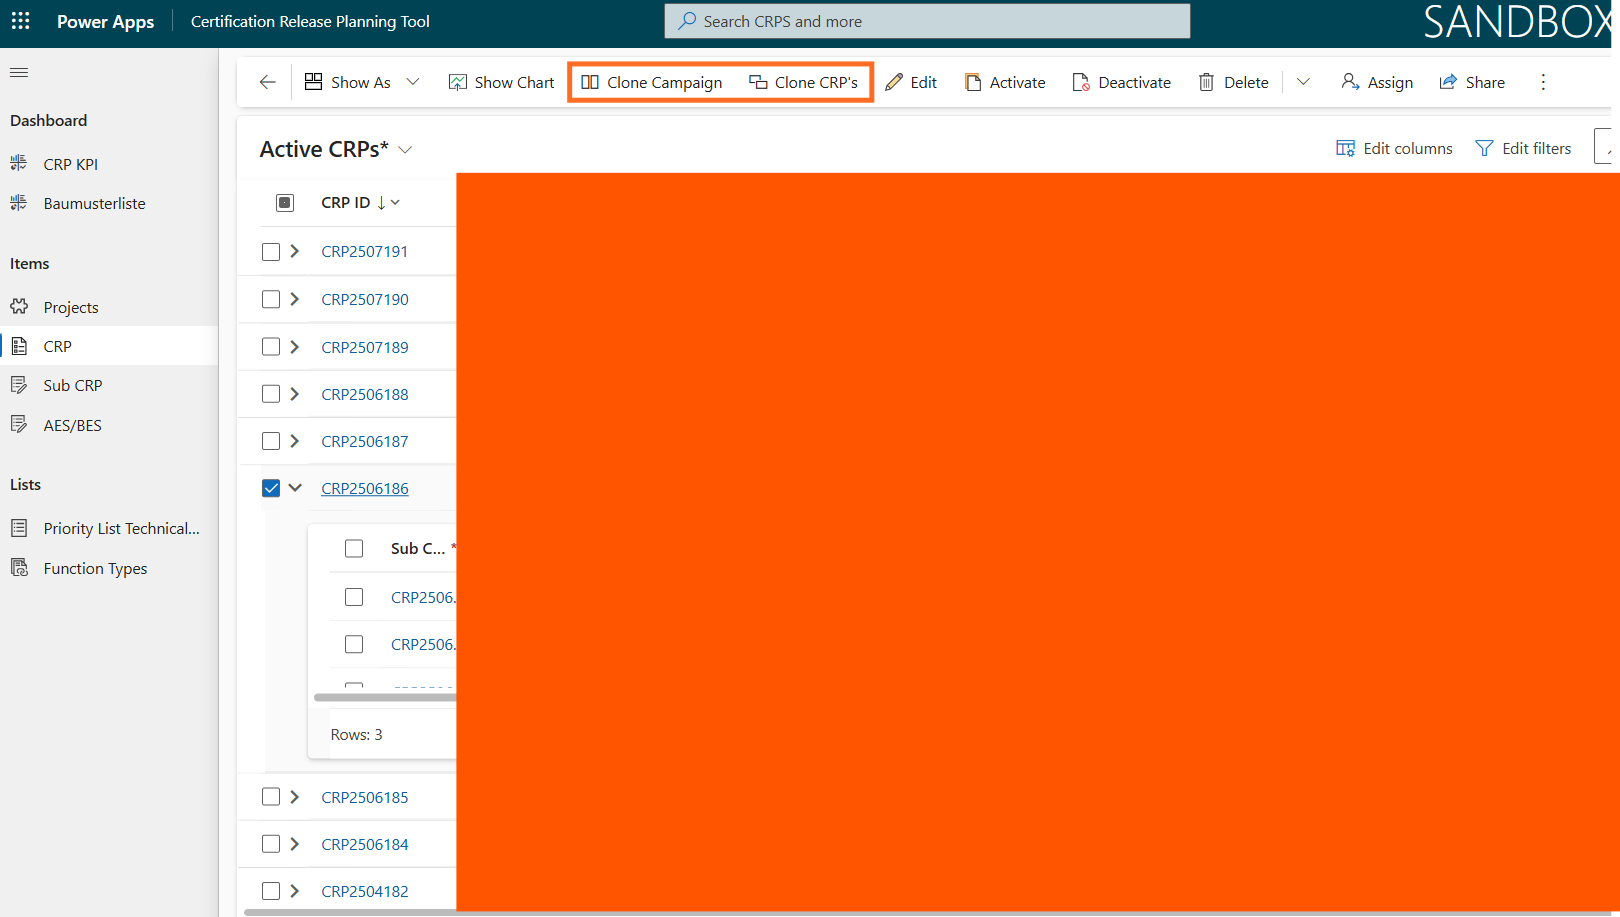 Power Apps
Certification Release Planning Tool
Search CRPS and more
SANDBOX
Show As
Show Chart
Clone Campaign
Clone CRP's
Edit
Activate
Deactivate
Delete
Assign
Share
Dashboard
CRP KPI
Baumusterliste
Items
Projects
CRP
Sub CRP
AES/BES
Lists
Priority List Technical...
Function Types
Active CRPs*
Edit columns
Edit filters
CRP ID
CRP2507191
CRP2507190
CRP2507189
CRP2506188
CRP2506187
CRP2506186
Sub C... *
CRP2506.
CRP2506.
Rows: 3
CRP2506185
CRP2506184
CRP2504182